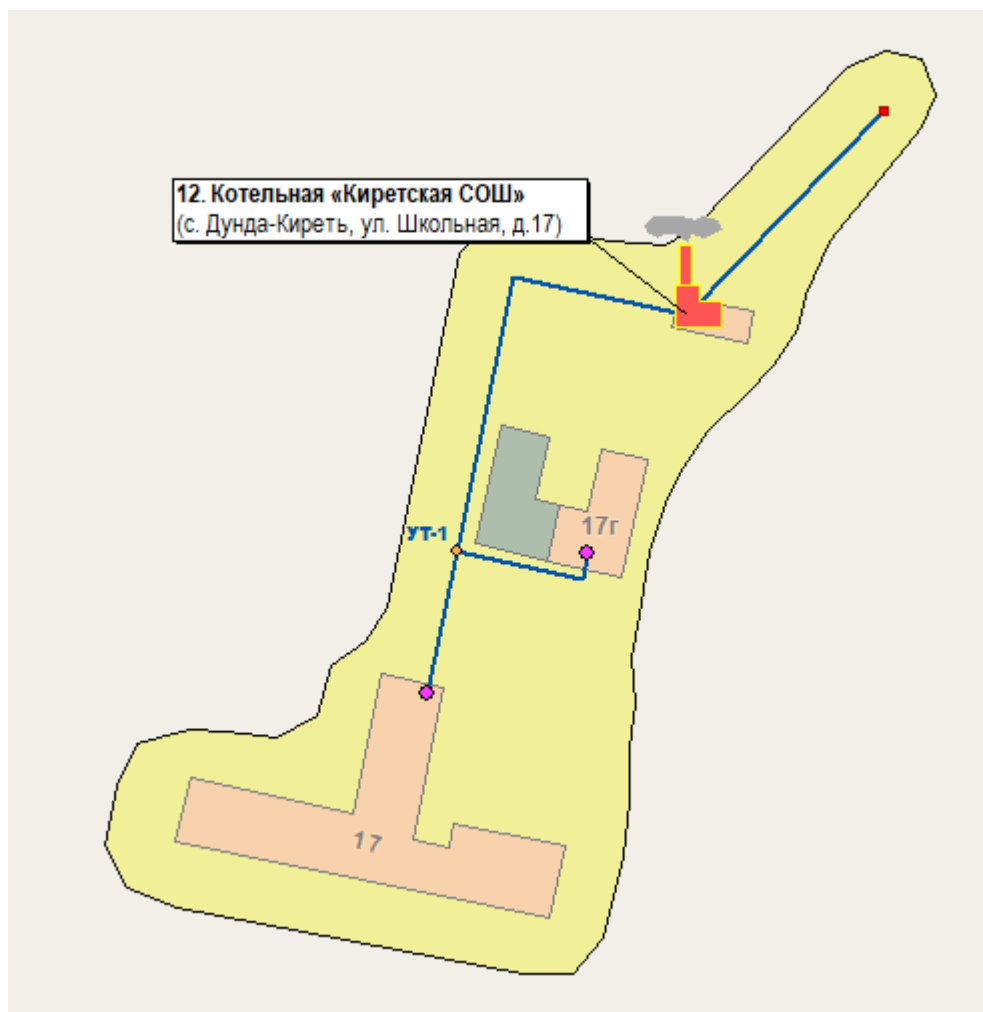 12. Котельная «Киретская СОШ»
(с. Дунда-Киреть, ул. Школьная, д.17)
17г
УТ-1
17